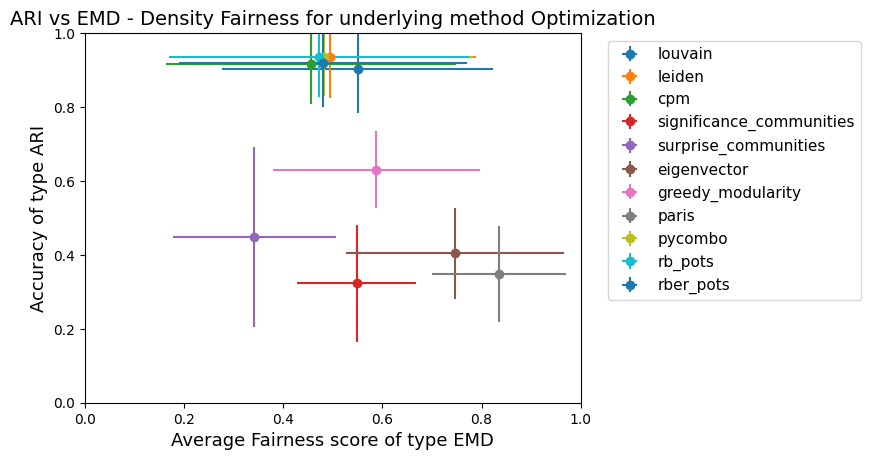 ARI vs EMD - Density Fairness for underlying method Optimization
Accuracy of type ARI
1.0
0.8
0.6
0.4
0.2
0.0
0.0 0.2 0.4 0.6 0.8 1.0
Average Fairness score of type EMD
louvain
leiden
cpm
significance_communities
surprise_communities
eigenvector
greedy_modularity
paris
pycombo
rb_pots
rber_pots